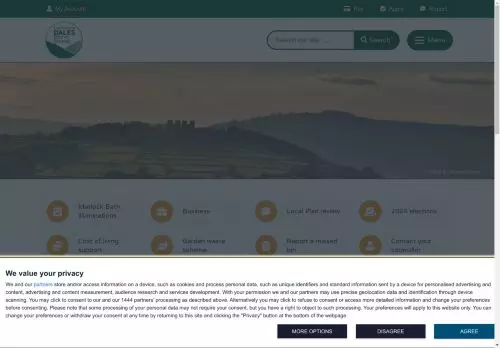 My Account
Pay
Apply
Report
DALES
Search our site ...
Search
Menu
Matlock Bath
Illuminations
Business
Local Plan review
2024 elections
Cost of living
support
Garden waste
scheme
Report a missed
bin
Contact your
councillor
We value your privacy
We and our partners store and/or access information on a device, such as cookies and process personal data, such as unique identifiers and standard information sent by a device for personalised advertising and
content, advertising and content measurement, audience research and services development. With your permission we and our partners may use precise geolocation data and identification through device
scanning. You may click to consent to our and our 1444 partners' processing as described above. Alternatively you may click to refuse to consent or access more detailed information and change your preferences
before consenting. Please note that some processing of your personal data may not require your consent, but you have a right to object to such processing. Your preferences will apply to this website only. You can
change your preferences or withdraw your consent at any time by returning to this site and clicking the "Privacy" button at the bottom of the webpage
MORE OPTIONS
DISAGREE
AGREE